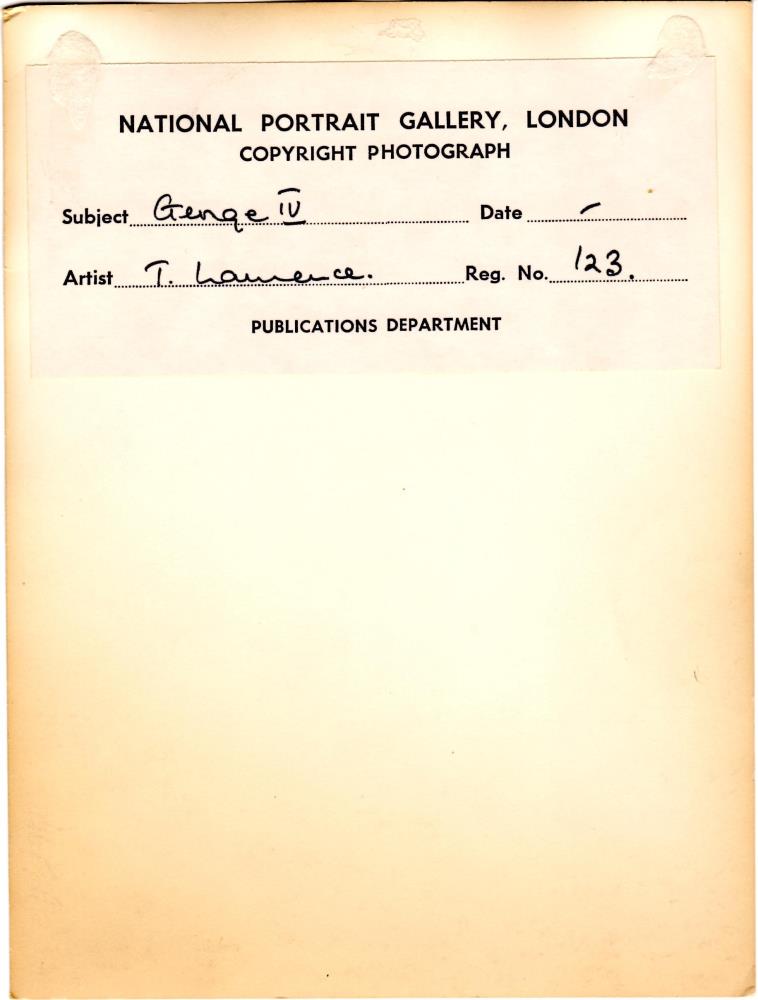 NATIONAL PORTRAIT GALLERY, LONDON
COPYRIGHT PHOTOGRAPH
Subject George IV Date –
Artist T. Lawrence. Reg. No. 123.
PUBLICATIONS DEPARTMENT